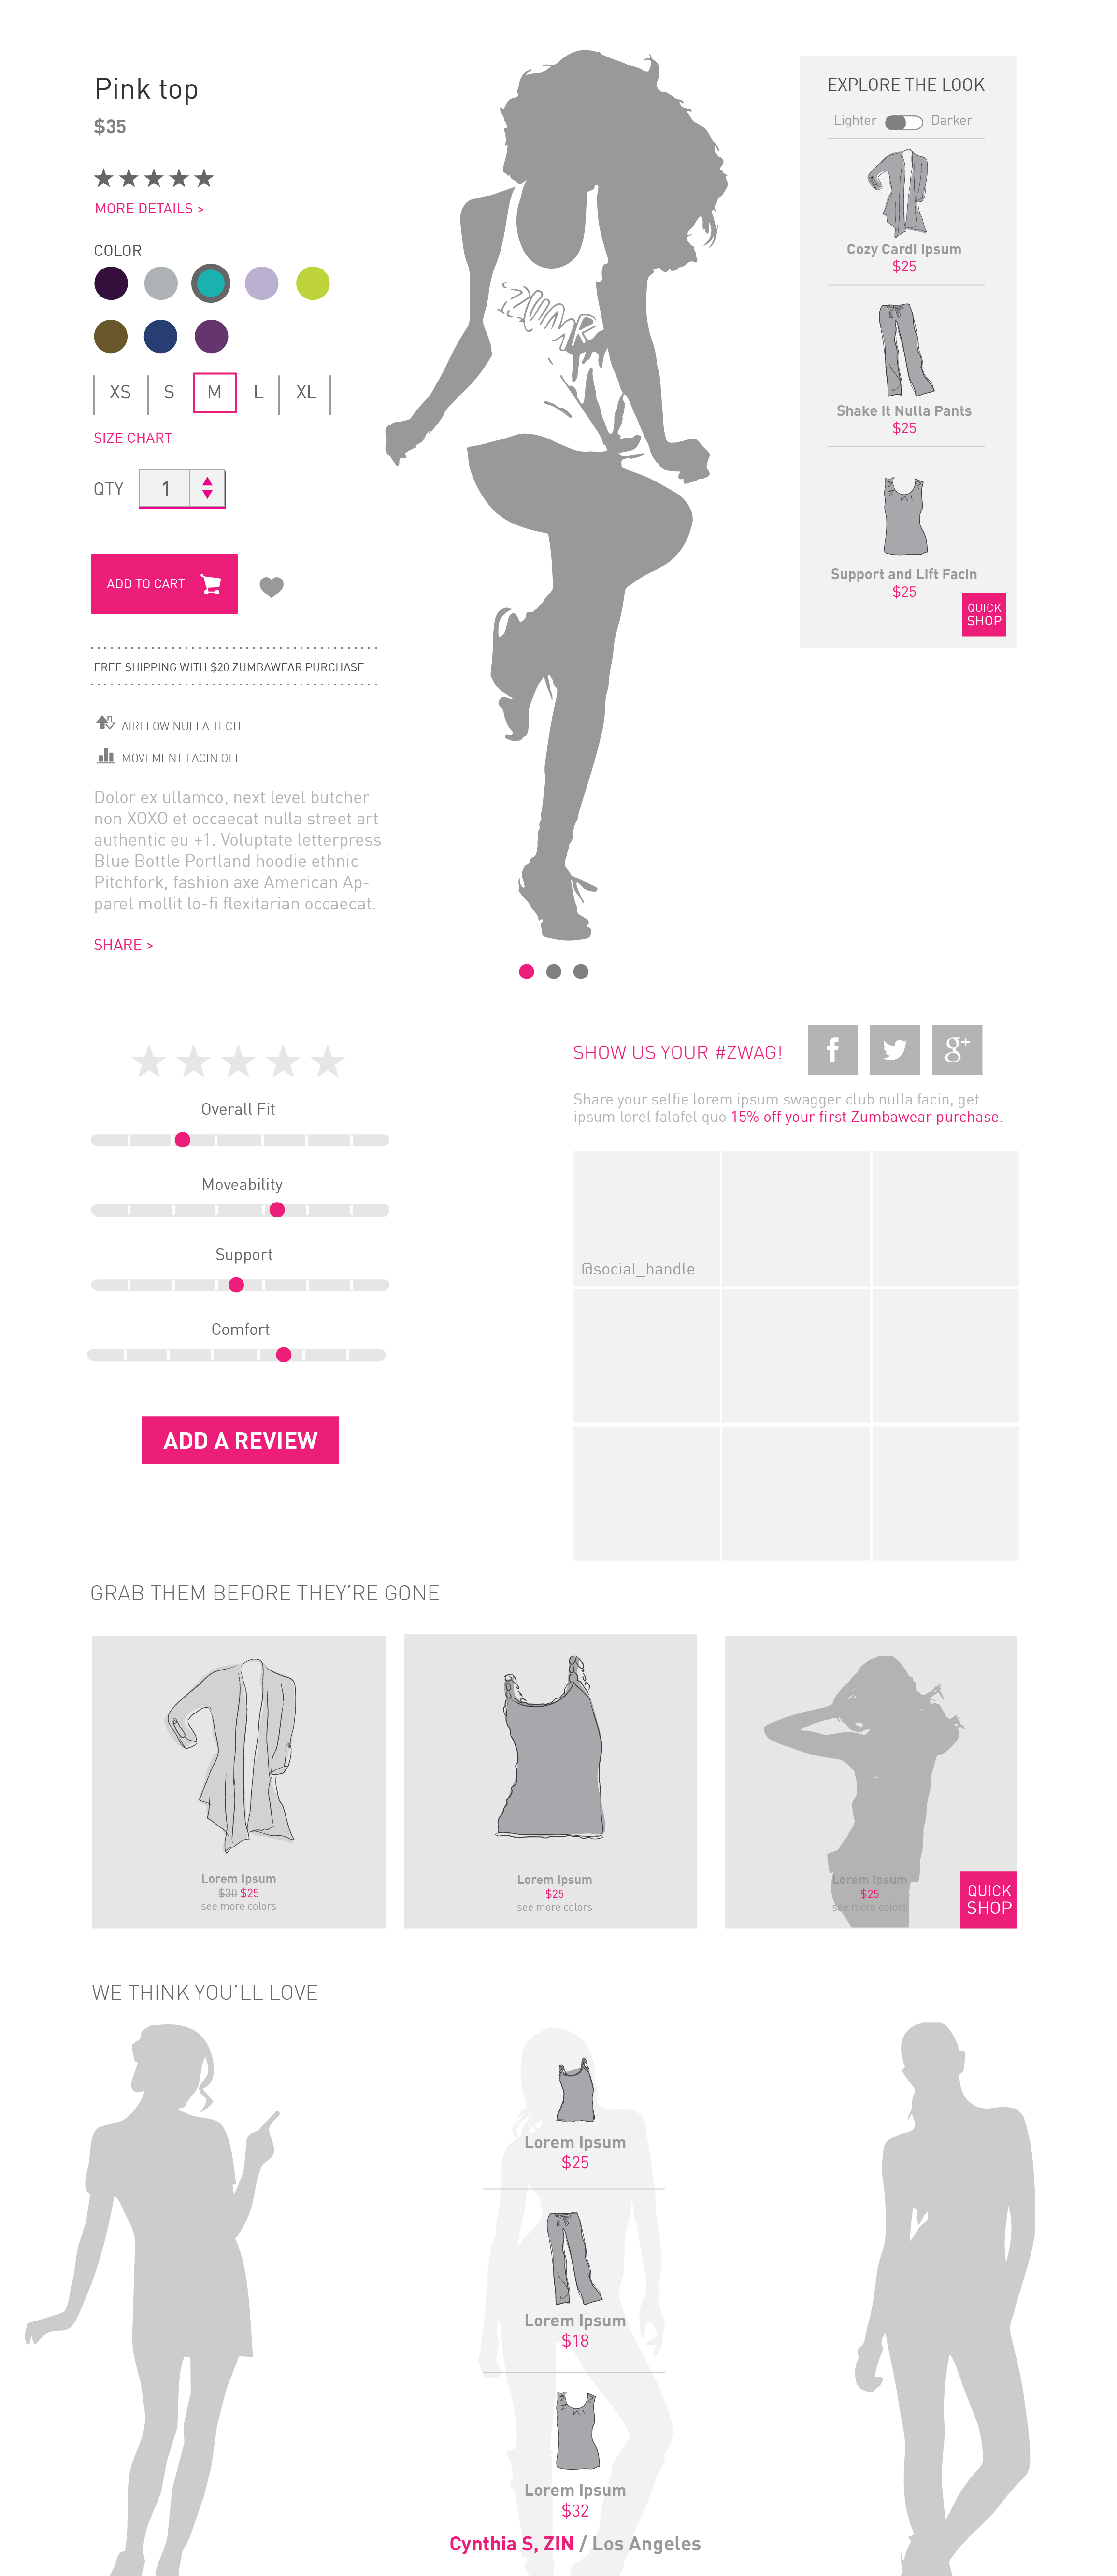 Pink top
$35
MORE DETAILS >
COLOR
XS S M L XL
SIZE CHART
QTY 1
ADD TO CART
FREE SHIPPING WITH $20 ZUMBAWEAR PURCHASE
AIRFLOW NULLA TECH
MOVEMENT FACIN OLI
Dolor ex ullamco, next level butcher
non XOXO et occaecat nulla street art
authentic eu +1. Voluptate letterpress
Blue Bottle Portland hoodie ethnic
Pitchfork, fashion axe American Ap-
parel mollit lo-fi flexitarian occaecat.
SHARE >
EXPLORE THE LOOK
Lighter Darker
Cozy Cardi Ipsum
$25
Shake It Nulla Pants
$25
Support and Lift Facin
$25
QUICK
SHOP
Overall Fit
Moveability
Support
Comfort
ADD A REVIEW
SHOW US YOUR #ZWAG!
f g+
Share your selfie lorem ipsum swagger club nulla facin, get
ipsum lorel falafel quo 15% off your first Zumbawear purchase.
@social_handle
GRAB THEM BEFORE THEY'RE GONE
Lorem Ipsum
$30 $25
see more colors
Lorem Ipsum
$25
see more colors
Lorem Ipsum
$25
see more colors
QUICK
SHOP
WE THINK YOU'LL LOVE
Lorem Ipsum
$25
Lorem Ipsum
$18
Lorem Ipsum
$32
Cynthia S, ZIN / Los Angeles